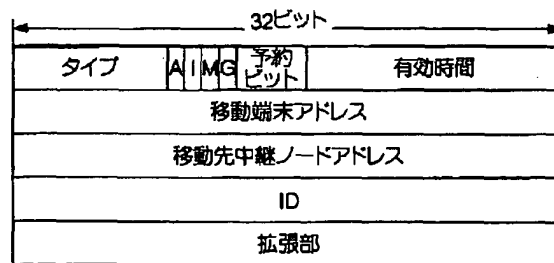 32ビット
タイプ A I M G 予約ビット 有効時間
移動端末アドレス
移動先中継ノードアドレス
ID
拡張部